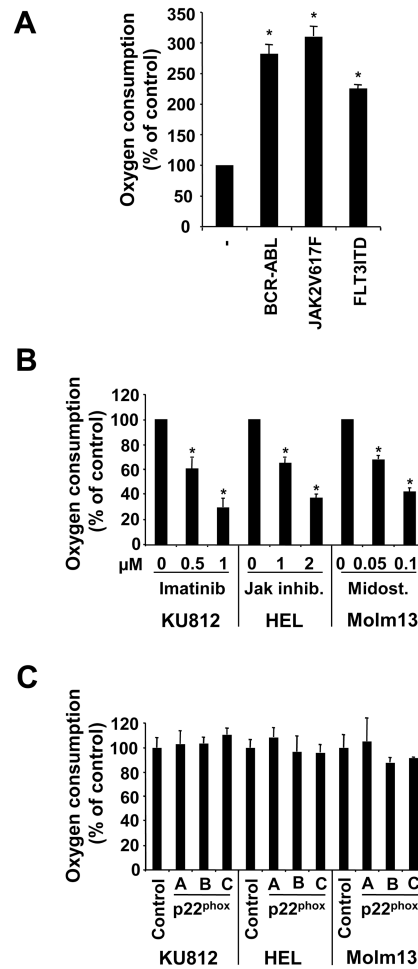 A
Oxygen consumption
(% of control)
350
300
250
200
150
100
50
0
* * *
-
BCR-ABL
JAK2V617F
FLT3ITD
B
Oxygen consumption
(% of control)
120
100
80
60
40
20
0
* * * * * *
µM 0 0.5 1 0 1 2 0 0.05 0.1
Imatinib Jak inhib. Midost.
KU812 HEL Molm13
C
Oxygen consumption
(% of control)
120
100
80
60
40
20
0
Control A B C Control A B C Control A B C
p22phox p22phox p22phox
KU812 HEL Molm13